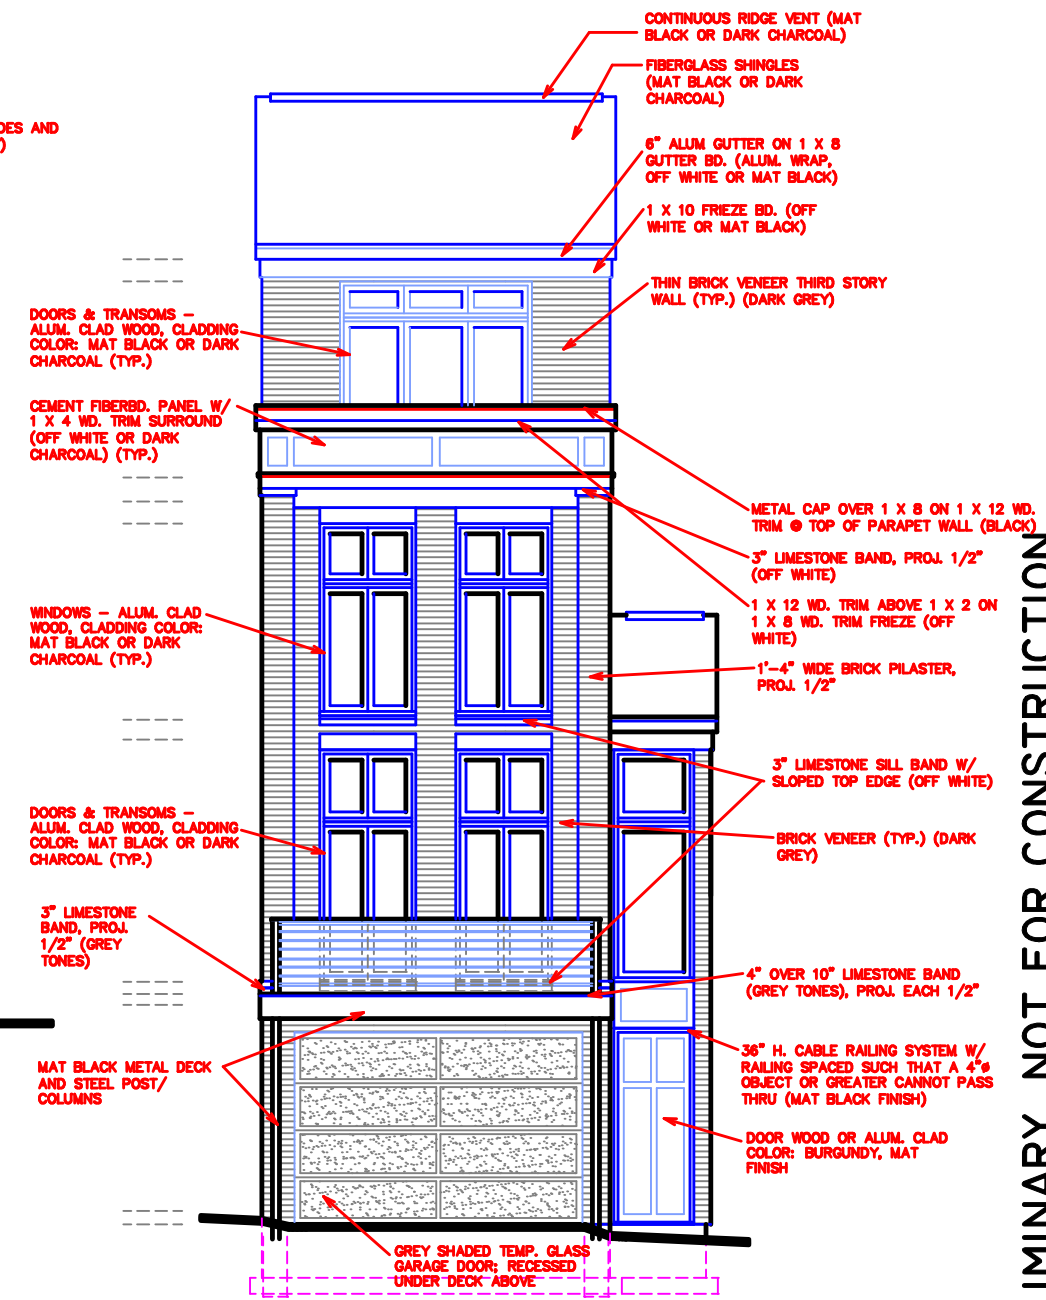 CONTINUOUS RIDGE VENT (MAT
BLACK OR DARK CHARCOAL)
FIBERGLASS SHINGLES
(MAT BLACK OR DARK
CHARCOAL)
AND
6" ALUM GUTTER ON 1 X 8
GUTTER BD. (ALUM. WRAP,
OFF WHITE OR MAT BLACK)
1 X 10 FRIEZE BD. (OFF
WHITE OR MAT BLACK)
THIN BRICK VENEER THIRD STORY
WALL (TYP.) (DARK GREY)
DOORS & TRANSOMS –
ALUM. CLAD WOOD, CLADDING
COLOR: MAT BLACK OR DARK
CHARCOAL (TYP.)
CEMENT FIBERBD. PANEL W/
1 X 4 WD. TRIM SURROUND
(OFF WHITE OR DARK
CHARCOAL) (TYP.)
METAL CAP OVER 1 X 8 ON 1 X 12 WD.
TRIM @ TOP OF PARAPET WALL (BLACK)
3" LIMESTONE BAND, PROJ. 1/2"
(OFF WHITE)
1 X 12 WD. TRIM ABOVE 1 X 2 ON
1 X 8 WD. TRIM FRIEZE (OFF
WHITE)
WINDOWS – ALUM. CLAD
WOOD, CLADDING COLOR:
MAT BLACK OR DARK
CHARCOAL (TYP.)
1'–4" WIDE BRICK PILASTER,
PROJ. 1/2"
3" LIMESTONE SILL BAND W/
SLOPED TOP EDGE (OFF WHITE)
DOORS & TRANSOMS –
ALUM. CLAD WOOD, CLADDING
COLOR: MAT BLACK OR DARK
CHARCOAL (TYP.)
BRICK VENEER (TYP.) (DARK
GREY)
3" LIMESTONE
BAND, PROJ.
1/2" (GREY
TONES)
4" OVER 10" LIMESTONE BAND
(GREY TONES), PROJ. EACH 1/2"
MAT BLACK METAL DECK
AND STEEL POST/
COLUMNS
36" H. CABLE RAILING SYSTEM W/
RAILING SPACED SUCH THAT A 4"ø
OBJECT OR GREATER CANNOT PASS
THRU (MAT BLACK FINISH)
DOOR WOOD OR ALUM. CLAD
COLOR: BURGUNDY, MAT
FINISH
GREY SHADED TEMP. GLASS
GARAGE DOOR; RECESSED
UNDER DECK ABOVE
IMINARY NOT FOR CONSTRUCTION